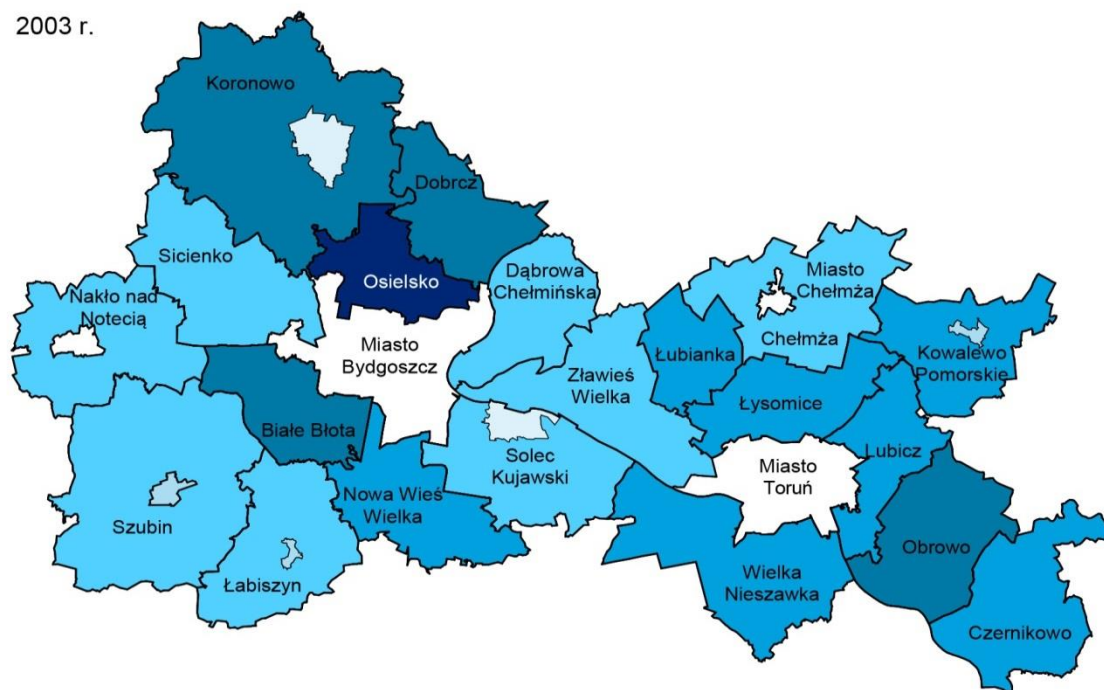 2003 r.
Koronowo
Dobrcz
Sicienko
Osielsko
Dąbrowa
Chełmińska
Miasto
Chełmża
Nakło nad
Notecią
Miasto
Bydgoszcz
Łubianka
Chełmża
Kowalewo
Pomorskie
Zławieś
Wielka
Łysomice
Białe Błota
Solec
Kujawski
Lubicz
Miasto
Toruń
Nowa Wieś
Wielka
Szubin
Obrowo
Łabiszyn
Wielka
Nieszawka
Czernikowo